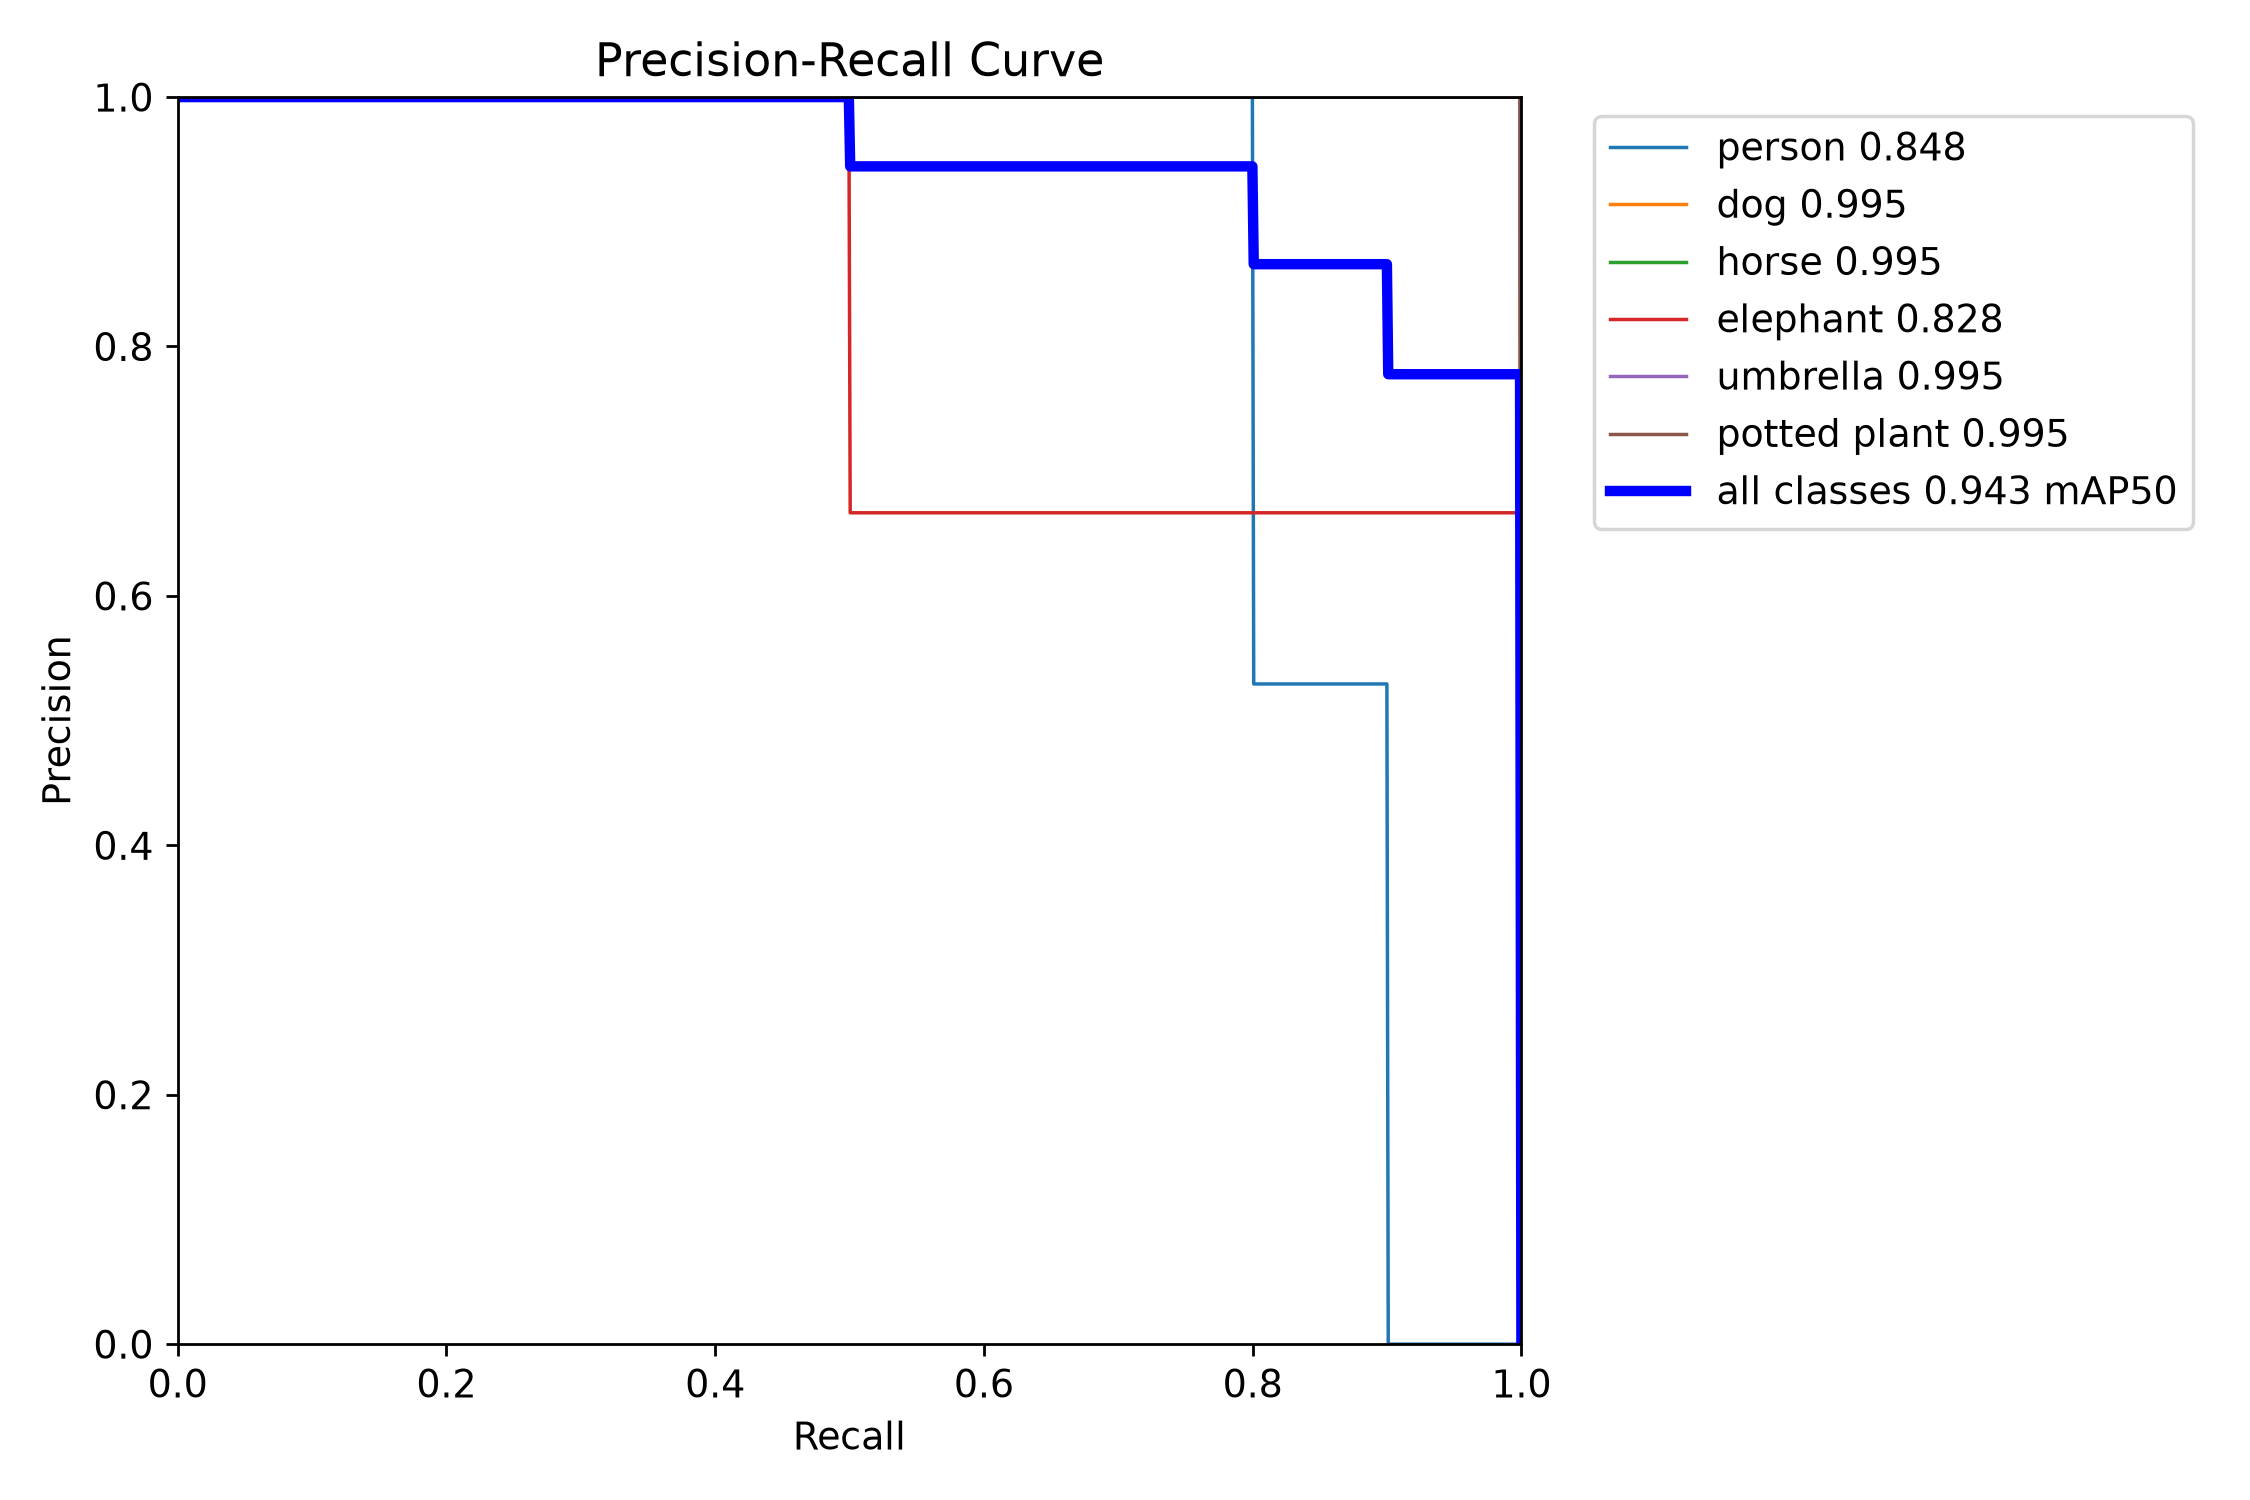 Precision-Recall Curve
1.0
0.8
0.6
0.4
0.2
0.0
Precision
0.0 0.2 0.4 0.6 0.8 1.0
Recall
person 0.848
dog 0.995
horse 0.995
elephant 0.828
umbrella 0.995
potted plant 0.995
all classes 0.943 mAP50